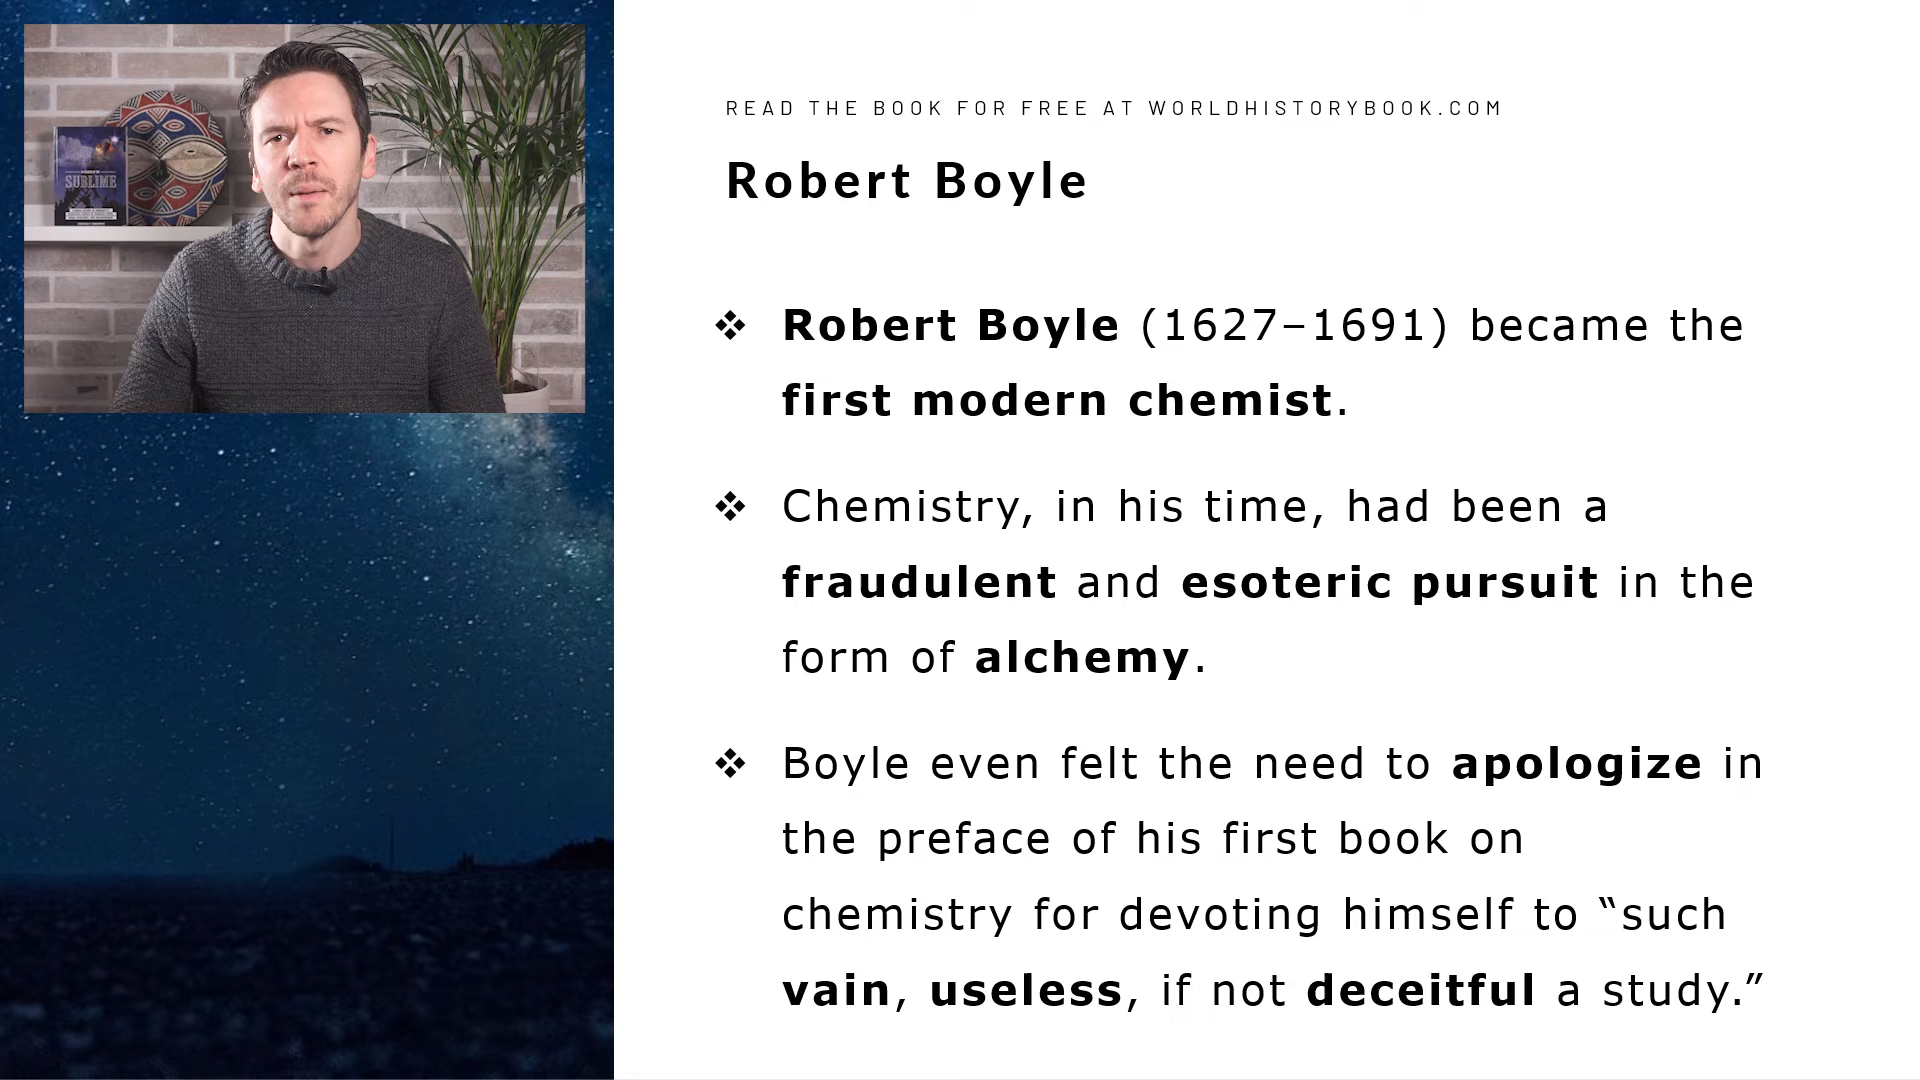 SUBLIME
READ THE BOOK FOR FREE AT WORLDHISTORYBOOK.COM
Robert Boyle
❖ Robert Boyle (1627–1691) became the
first modern chemist.
❖ Chemistry, in his time, had been a
fraudulent and esoteric pursuit in the
form of alchemy.
❖ Boyle even felt the need to apologize in
the preface of his first book on
chemistry for devoting himself to “such
vain, useless, if not deceitful a study.”